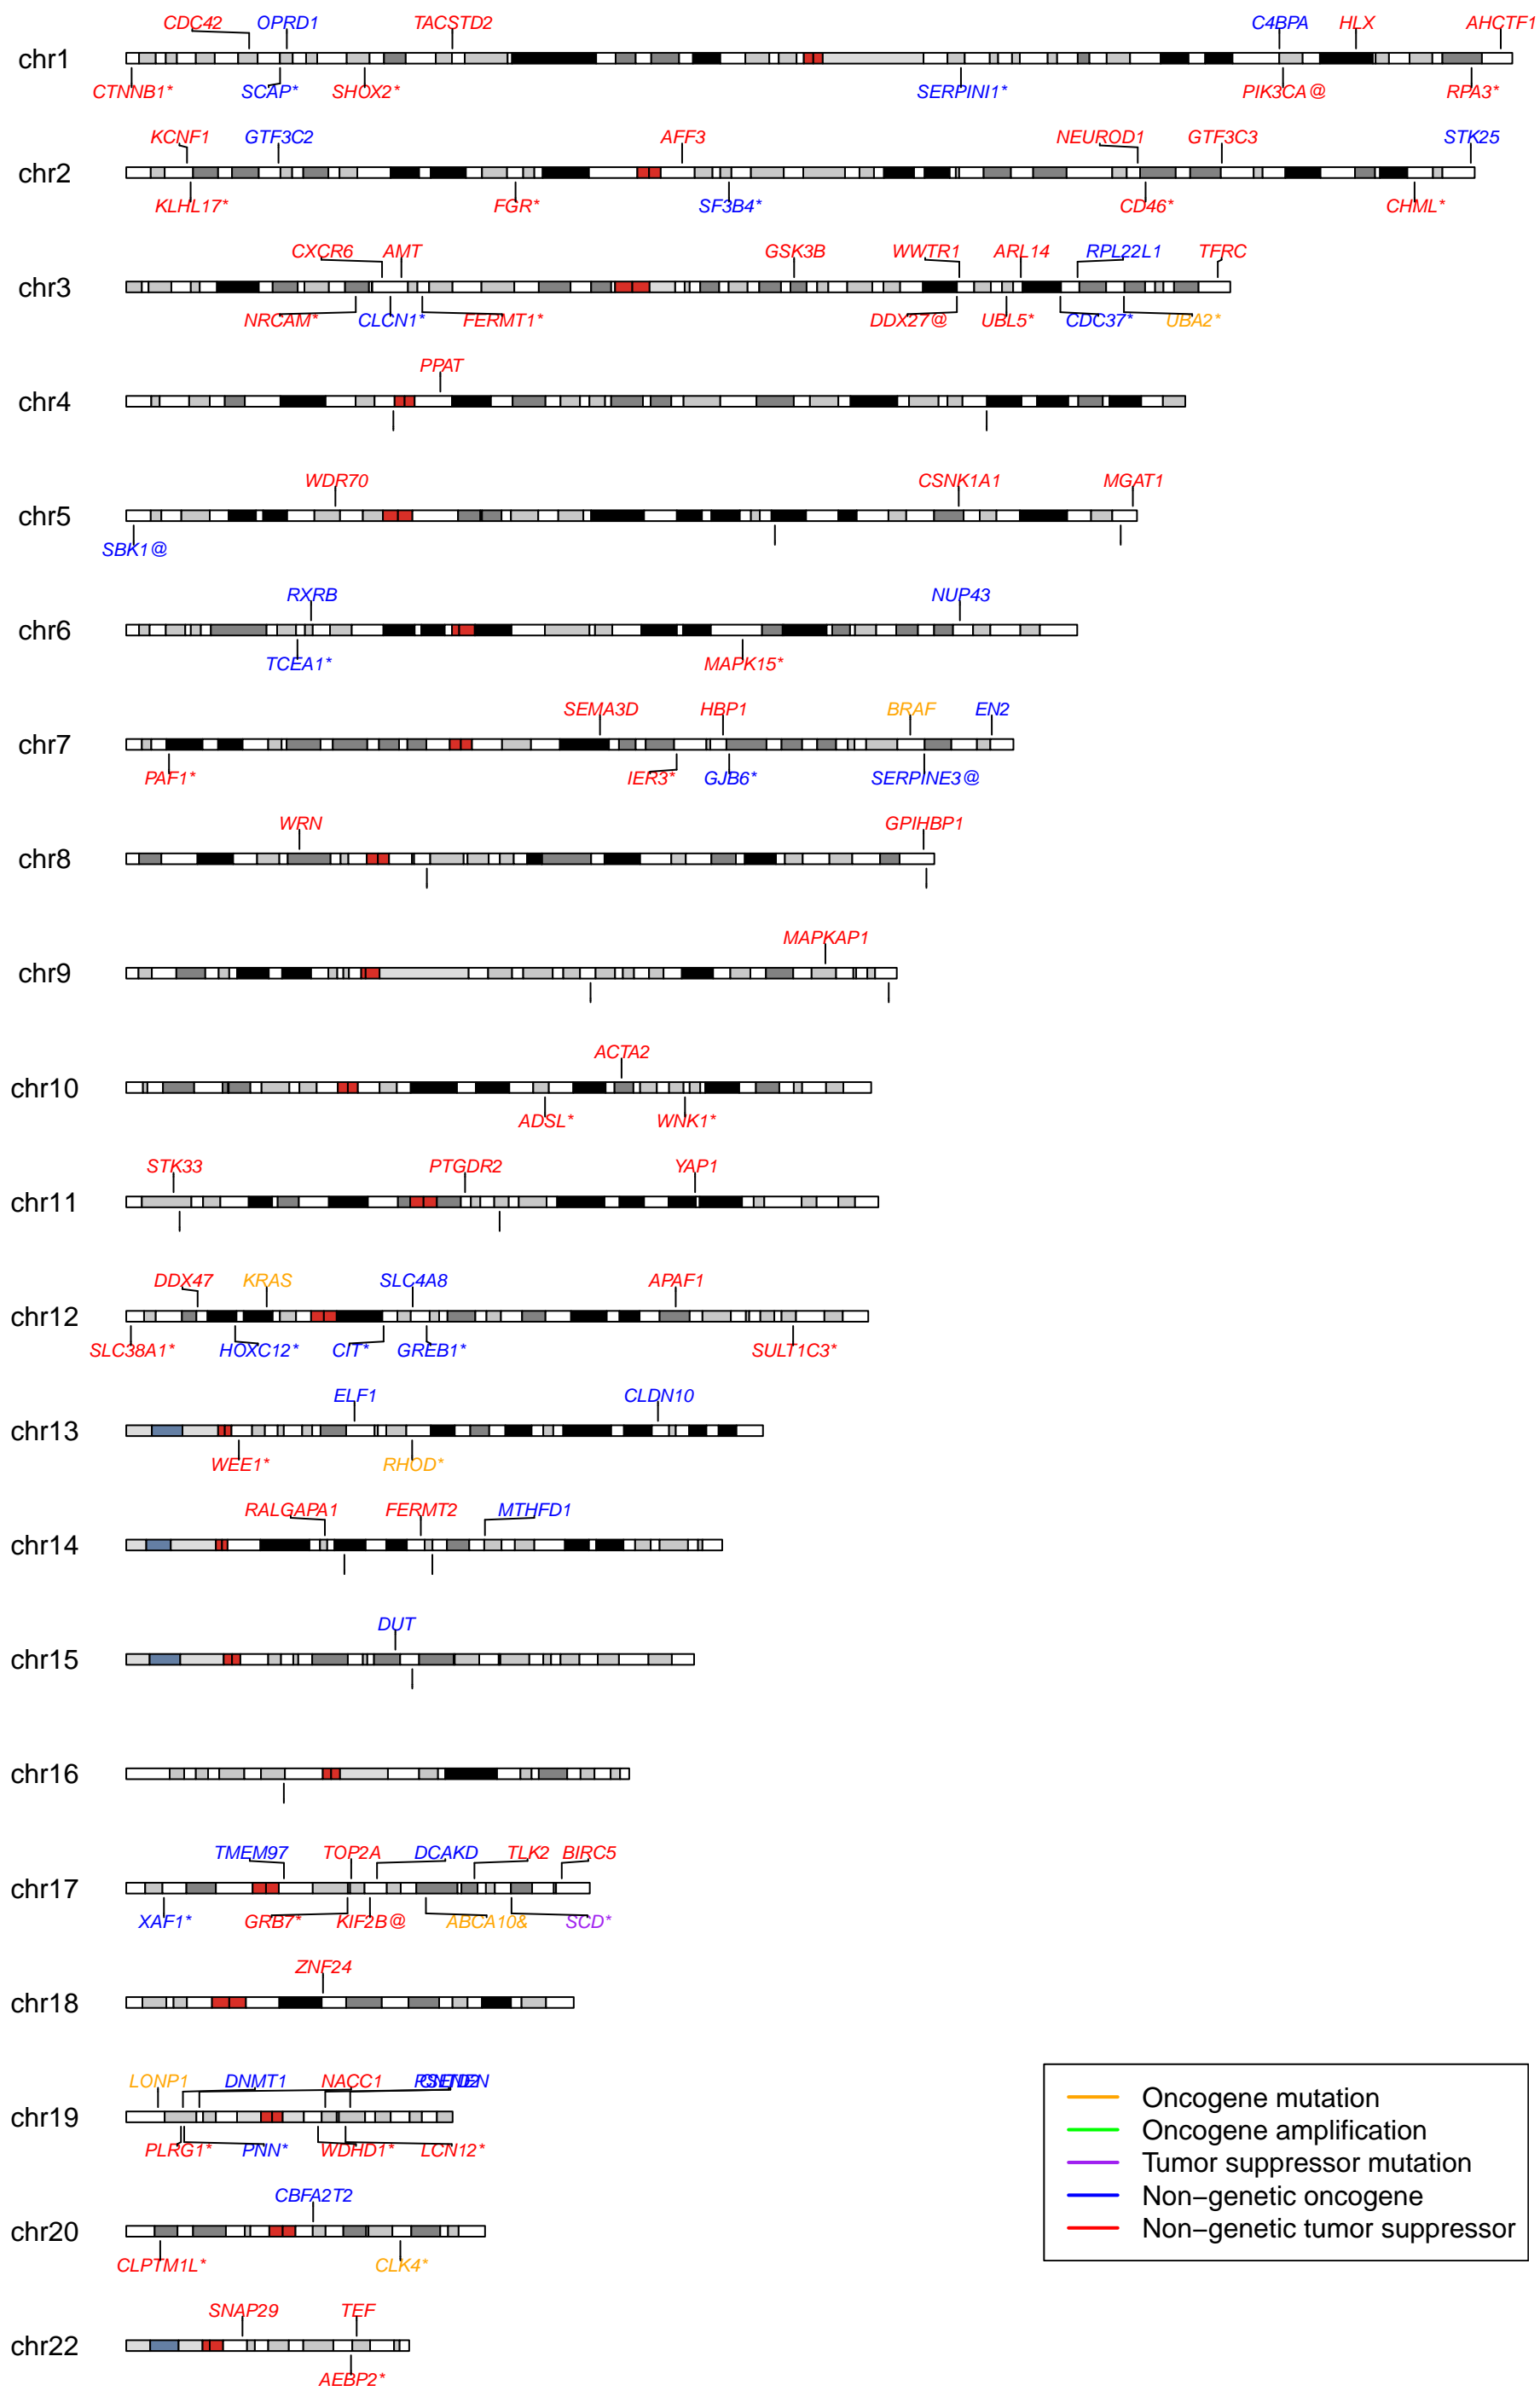 CDC42 OPRD1 TACSTD2 C4BPA HLX AHCTF1
chr1
CTNNB1* SCAP* SHOX2* SERPINI1* PIK3CA@ RPA3*
KCNF1 GTF3C2 AFF3 NEUROD1 GTF3C3 STK25
chr2
KLHL17* FGR* SF3B4* CD46* CHML*
CXCR6 AMT GSK3B WWTR1 ARL14 RPL22L1 TFRC
chr3
NRCAM* CLCN1* FERMT1* DDX27@ UBL5* CDC37* UBA2*
PPAT
chr4
WDR70 CSNK1A1 MGAT1
chr5
SBK1@
RXRB NUP43
chr6
TCEA1* MAPK15*
SEMA3D HBP1 BRAF EN2
chr7
PAF1* IER3* GJB6* SERPINE3@
WRN GPIHBP1
chr8
MAPKAP1
chr9
ACTA2
chr10
ADSL* WNK1*
STK33 PTGDR2 YAP1
chr11
DDX47 KRAS SLC4A8 APAF1
chr12
SLC38A1* HOXC12* CIT* GREB1* SULT1C3*
ELF1 CLDN10
chr13
WEE1* RHOD*
RALGAPA1 FERMT2 MTHFD1
chr14
DUT
chr15
chr16
TMEM97 TOP2A DCAKD TLK2 BIRC5
chr17
XAF1* GRB7* KIF2B@ ABCA10& SCD*
ZNF24
chr18
LONP1 DNMT1 NACC1
chr19
PLRG1* PNN* WDHD1* LCN12*
CBFA2T2
chr20
CLPTM1L* CLK4*
SNAP29 TEF
chr22
AEBP2*
Oncogene mutation
Oncogene amplification
Tumor suppressor mutation
Non−genetic oncogene
Non−genetic tumor suppressor